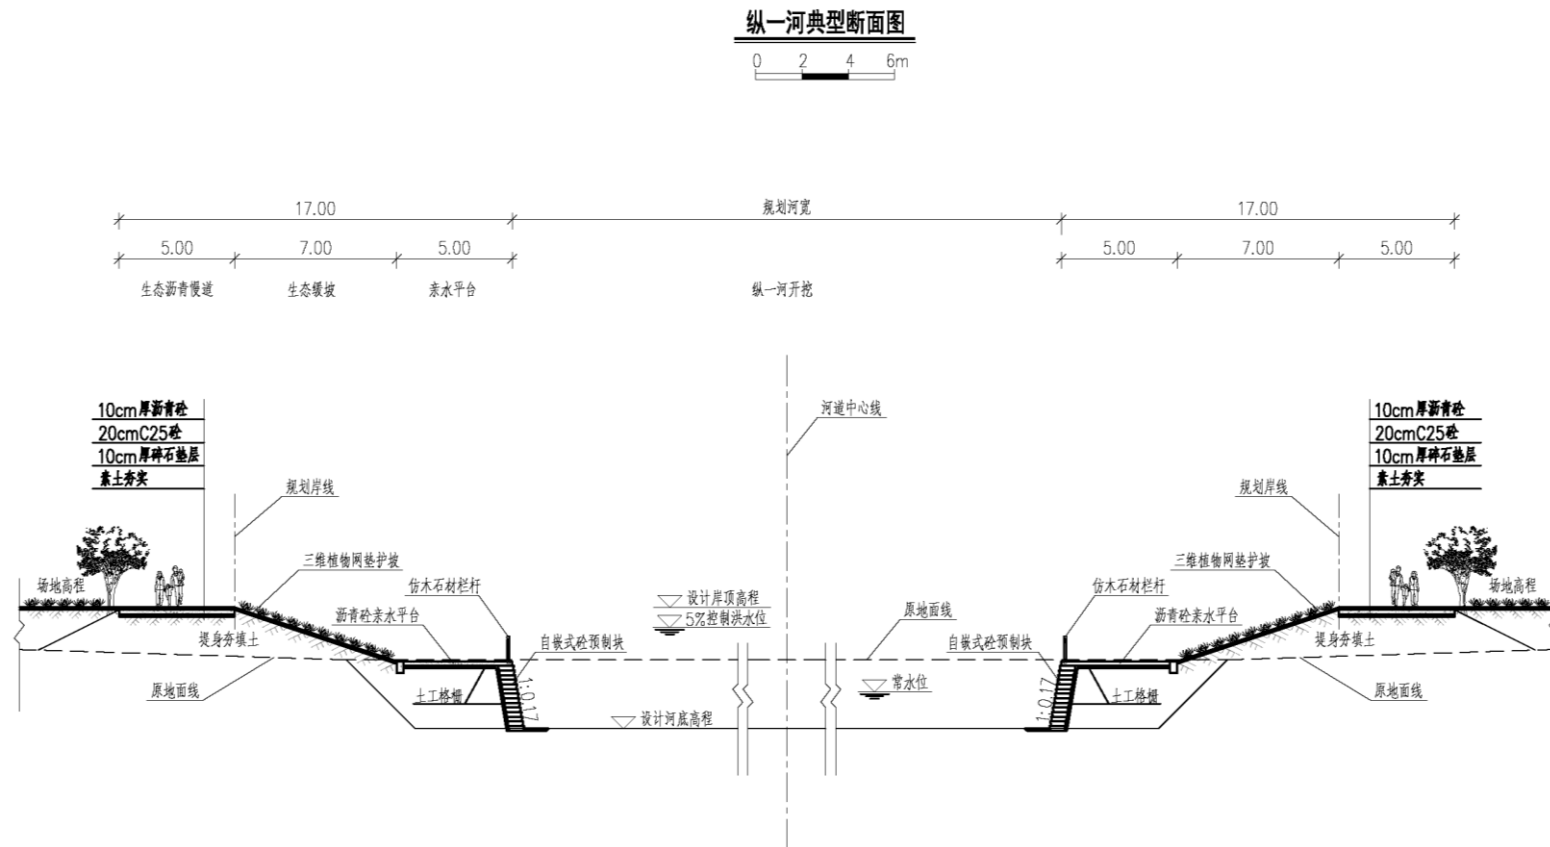 纵一河典型断面图
0 2 4 6m
17.00 规划河宽 17.00
5.00 7.00 5.00 5.00 7.00 5.00
生态沥青慢道 生态缓坡 亲水平台 纵一河开挖
10cm厚沥青砼 河道中心线 10cm厚沥青砼
20cmC25砼 20cmC25砼
10cm厚碎石垫层 10cm厚碎石垫层
素土夯实 素土夯实
规划岸线 规划岸线
三维植物网垫护坡 三维植物网垫护坡
场地高程 仿木石材栏杆 仿木石材栏杆 场地高程
设计岸顶高程
沥青砼亲水平台 5%控制洪水位 原地面线 沥青砼亲水平台
堤身夯填土 自嵌式砼预制块 自嵌式砼预制块 堤身夯填土
原地面线 土工格栅 1:0.17 常水位 1:0.17 土工格栅 原地面线
设计河底高程